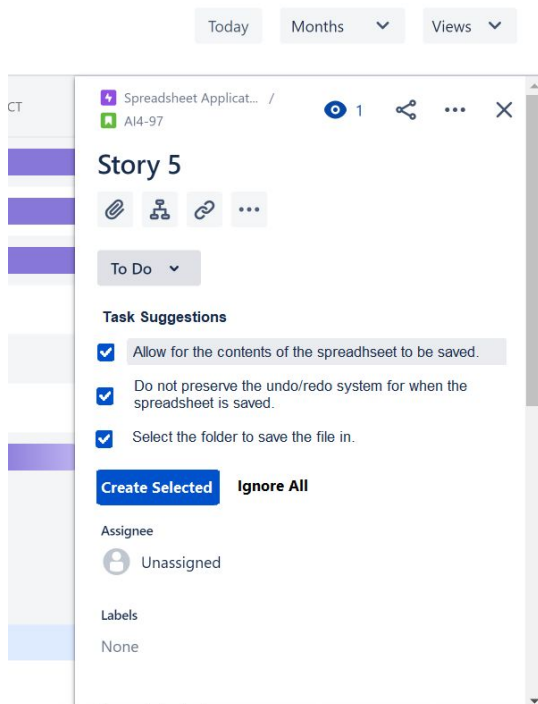 Today Months Views
CT
Spreadsheet Applicat... /
AI4-97
1
Story 5
To Do
Task Suggestions
Allow for the contents of the spreadhseet to be saved.
Do not preserve the undo/redo system for when the
spreadsheet is saved.
Select the folder to save the file in.
Create Selected Ignore All
Assignee
Unassigned
Labels
None